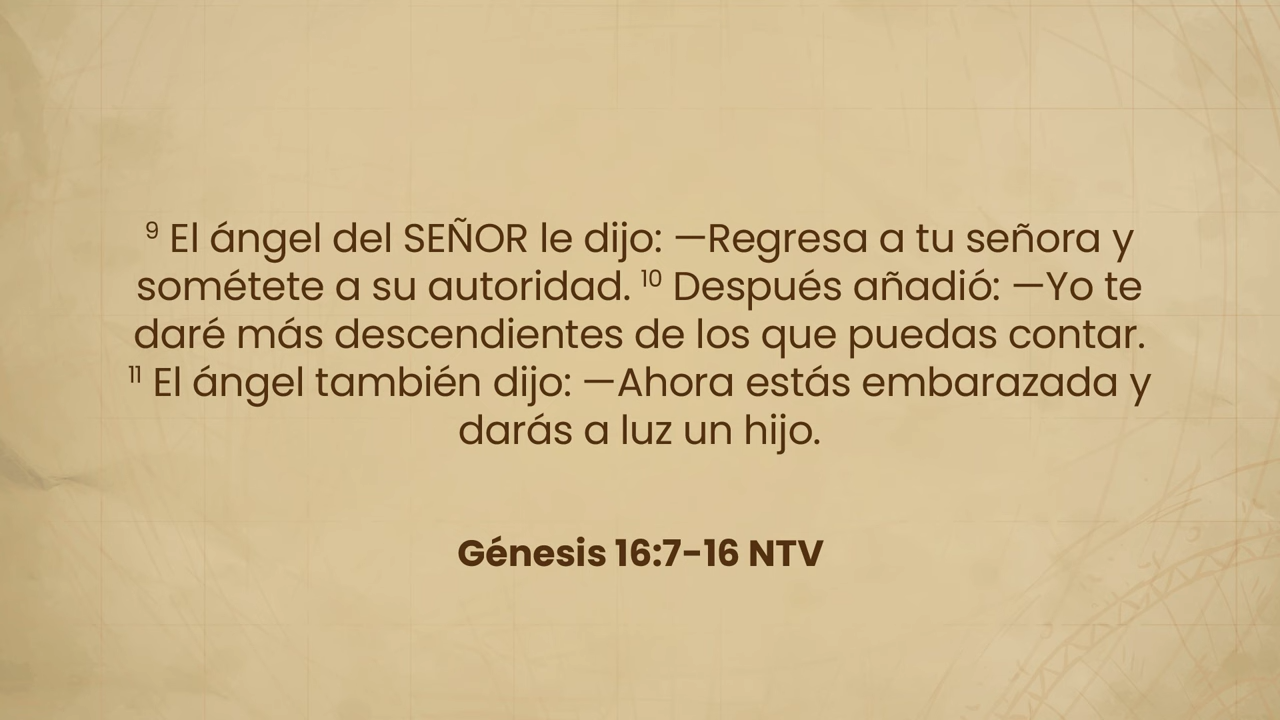 ⁹ El ángel del SEÑOR le dijo: —Regresa a tu señora y
sométete a su autoridad. ¹⁰ Después añadió: —Yo te
daré más descendientes de los que puedas contar.
¹¹ El ángel también dijo: —Ahora estás embarazada y
darás a luz un hijo.
Génesis 16:7-16 NTV